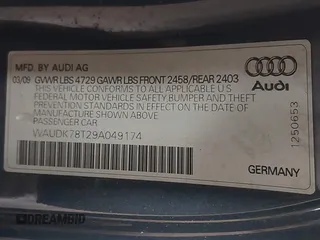 MFD. BY AUDI AG
03/09 GVWR LBS 4729 GAWR LBS FRONT 2458/REAR 2403
THIS VEHICLE CONFORMS TO ALL APPLICABLE U.S.
FEDERAL MOTOR VEHICLE SAFETY BUMPER AND THEFT
PREVENTION STANDARDS IN EFFECT ON THE DATE OF
MANUFACTURE SHOWN ABOVE
PASSENGER CAR
WAUDK78T29A049174
Audi
1250653
GERMANY
DREAMBID